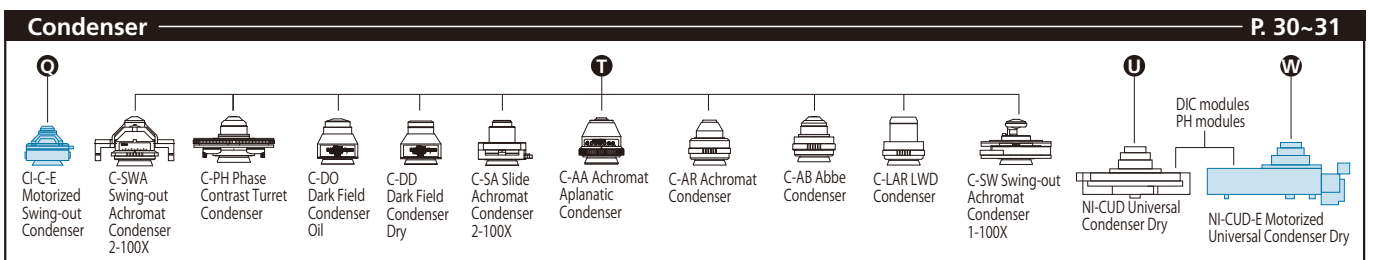 Condenser
P. 30~31
Q
T
U
W
DIC modules
PH modules
CI-C-E
Motorized
Swing-out
Condenser
C-SWA
Swing-out
Achromat
Condenser
2-100X
C-PH Phase
Contrast Turret
Condenser
C-DO
Dark Field
Condenser
Oil
C-DD
Dark Field
Condenser
Dry
C-SA Slide
Achromat
Condenser
2-100X
C-AA Achromat
Aplanatic
Condenser
C-AR Achromat
Condenser
C-AB Abbe
Condenser
C-LAR LWD
Condenser
C-SW Swing-out
Achromat
Condenser
1-100X
NI-CUD Universal
Condenser Dry
NI-CUD-E Motorized
Universal Condenser Dry